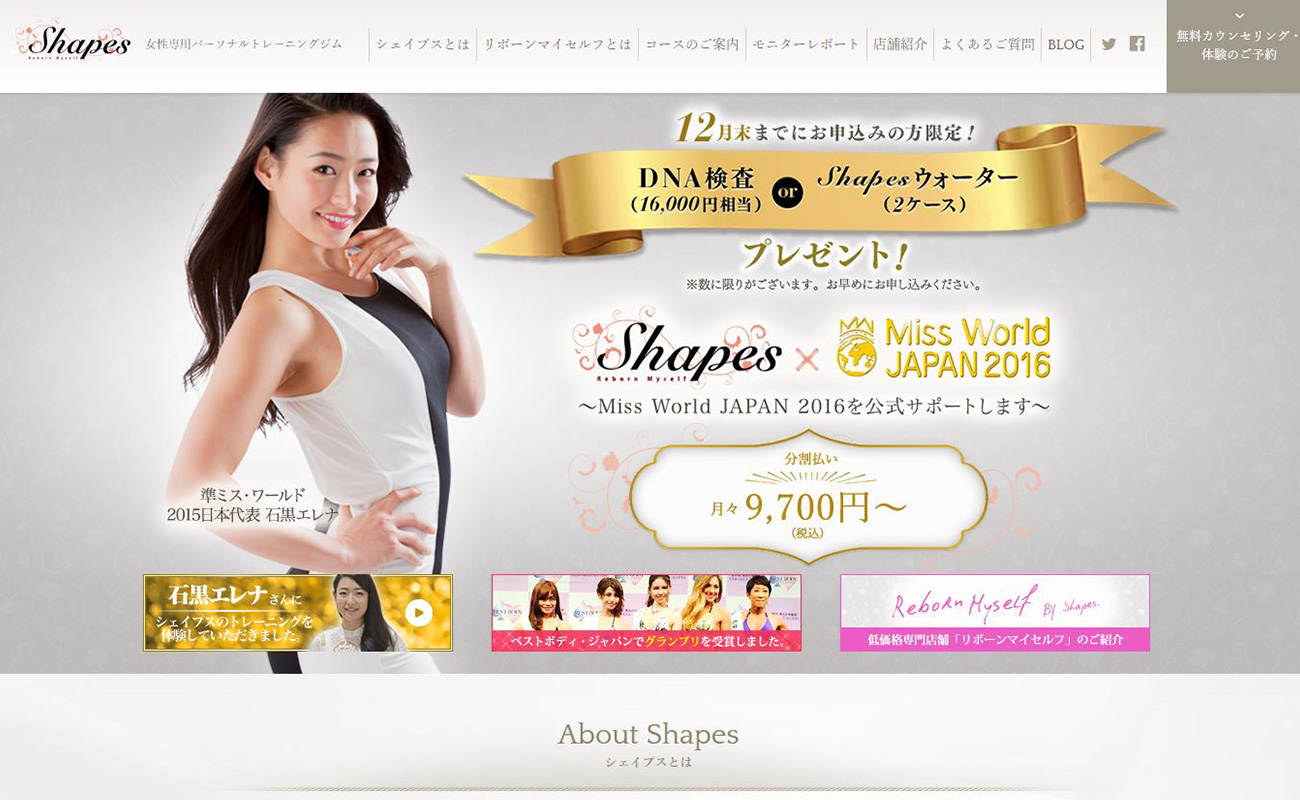 Shapes
Reborn Myself
女性専用パーソナルトレーニングジム
シェイプスとは
リボーンマイセルフとは
コースのご案内
モニターレポート
店舗紹介
よくあるご質問
BLOG
無料カウンセリング・
体験のご予約
12月末までにお申込みの方限定！
DNA検査
（16,000円相当）
or
Shapesウォーター
（2ケース）
プレゼント！
※数に限りがございます。お早めにお申し込みください。
Shapes
Reborn Myself
×
Miss World
JAPAN 2016
～Miss World JAPAN 2016を公式サポートします～
分割払い
月々9,700円～
（税込）
準ミス・ワールド
2015日本代表 石黒エレナ
石黒エレナさんに
シェイプスのトレーニングを
体験していただきました。
BEST BODY
ベストボディ・ジャパンでグランプリを受賞しました。
Reborn Myself By Shapes.
低価格専門店舗「リボーンマイセルフ」のご紹介
About Shapes
シェイプスとは